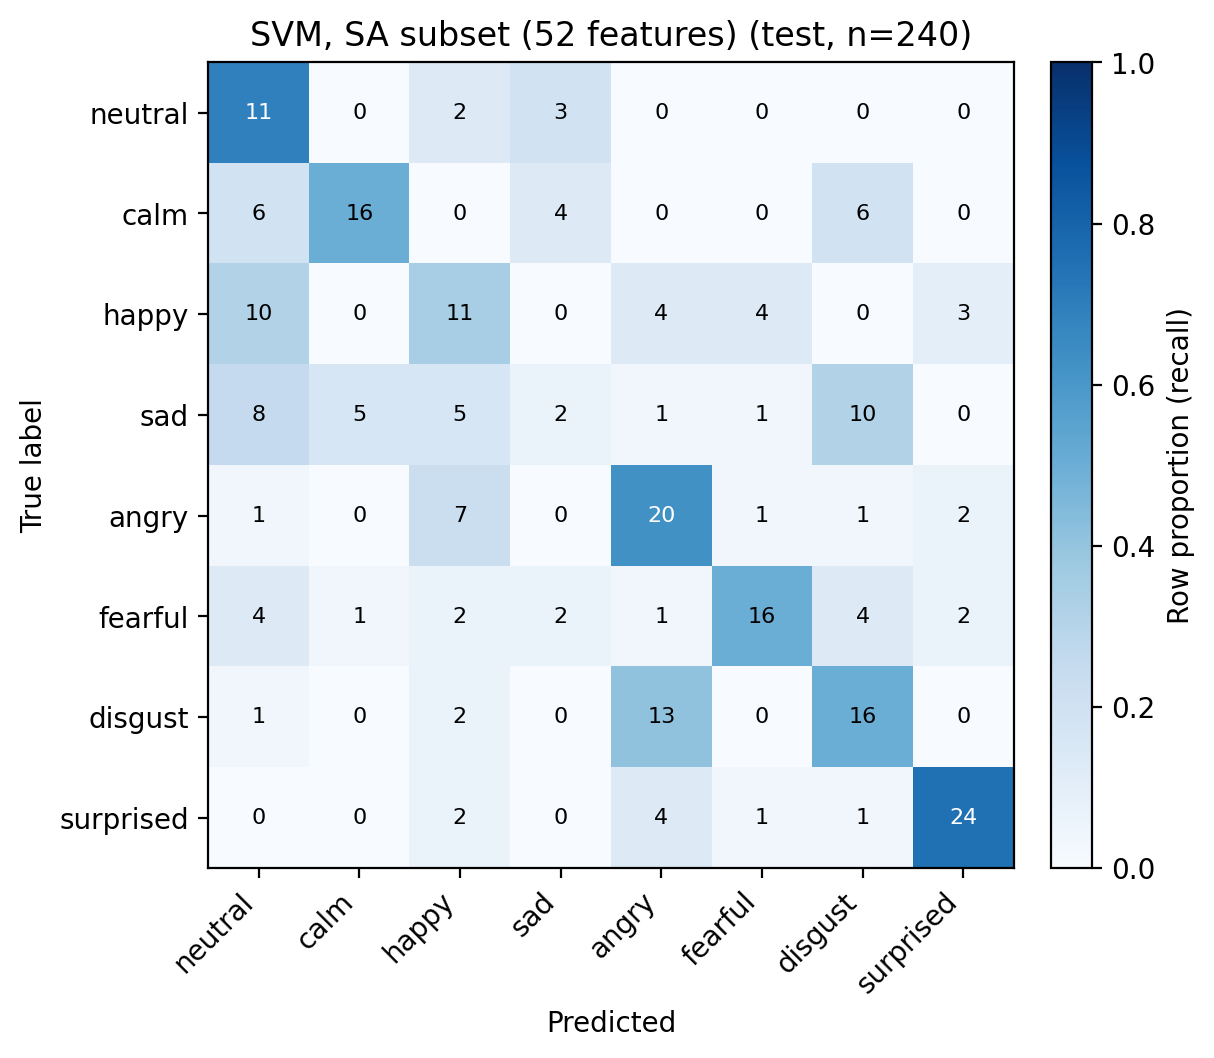 SVM, SA subset (52 features) (test, n=240)
neutral 11 0 2 3 0 0 0 0
calm 6 16 0 4 0 0 6 0
happy 10 0 11 0 4 4 0 3
sad 8 5 5 2 1 1 10 0
angry 1 0 7 0 20 1 1 2
fearful 4 1 2 2 1 16 4 2
disgust 1 0 2 0 13 0 16 0
surprised 0 0 2 0 4 1 1 24
neutral calm happy sad angry fearful disgust surprised
Predicted
True label
1.0
0.8
0.6
0.4
0.2
0.0
Row proportion (recall)